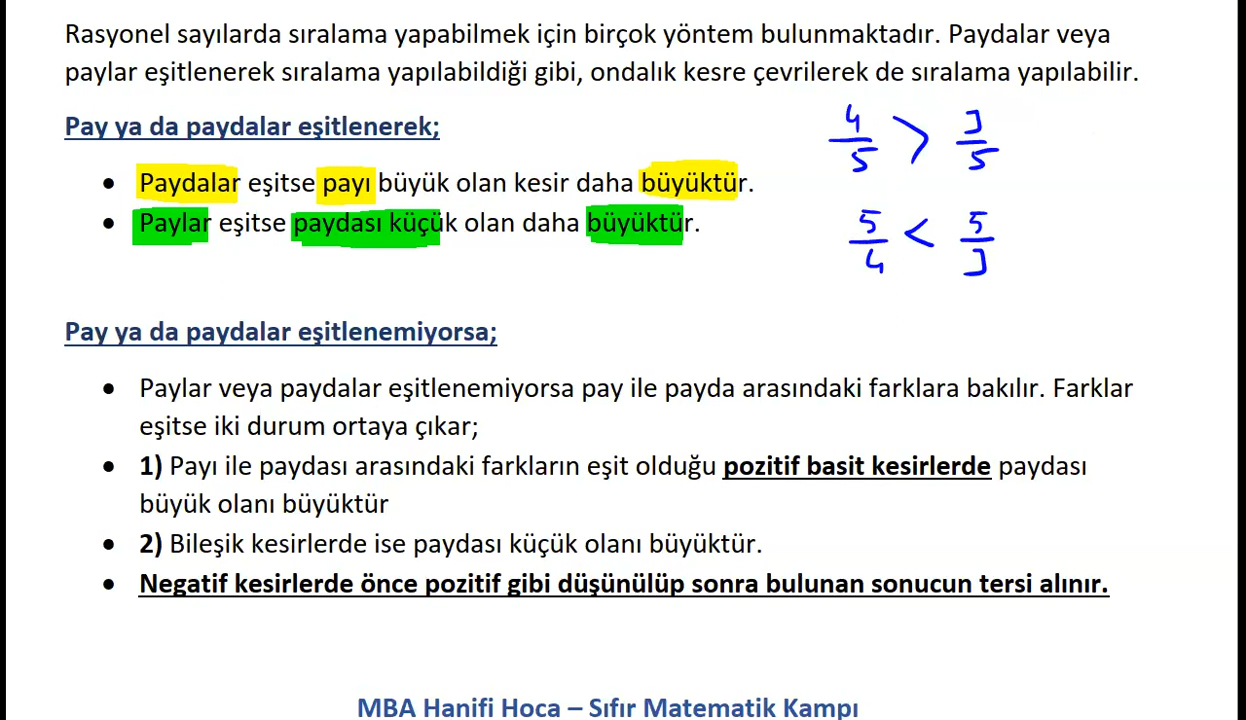 Rasyonel sayılarda sıralama yapabilmek için birçok yöntem bulunmaktadır. Paydalar veya
paylar eşitlenerek sıralama yapılabildiği gibi, ondalık kesre çevrilerek de sıralama yapılabilir.
Pay ya da paydalar eşitlenerek;
4/5 > 3/5
• Paydalar eşitse payı büyük olan kesir daha büyüktür.
• Paylar eşitse paydası küçük olan daha büyüktür.
5/4 < 5/3
Pay ya da paydalar eşitlenemiyorsa;
• Paylar veya paydalar eşitlenemiyorsa pay ile payda arasındaki farklara bakılır. Farklar
eşitse iki durum ortaya çıkar;
• 1) Payı ile paydası arasındaki farkların eşit olduğu pozitif basit kesirlerde paydası
büyük olanı büyüktür
• 2) Bileşik kesirlerde ise paydası küçük olanı büyüktür.
• Negatif kesirlerde önce pozitif gibi düşünülüp sonra bulunan sonucun tersi alınır.
MBA Hanifi Hoca – Sıfır Matematik Kampı